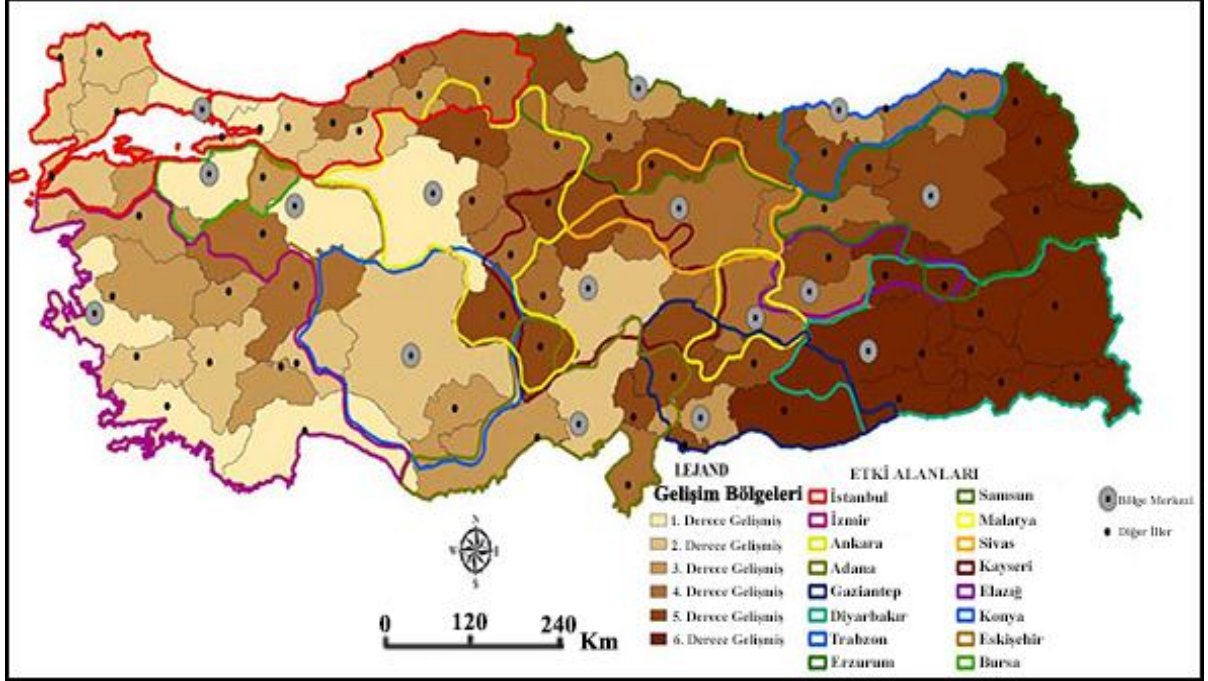 LEJAND
Gelişim Bölgeleri
1. Derece Gelişmiş
2. Derece Gelişmiş
3. Derece Gelişmiş
4. Derece Gelişmiş
5. Derece Gelişmiş
6. Derece Gelişmiş
ETKİ ALANLARI
İstanbul
İzmir
Ankara
Adana
Gaziantep
Diyarbakır
Trabzon
Erzurum
Samsun
Malatya
Sivas
Kayseri
Elazığ
Konya
Eskişehir
Bursa
Bölge Merkezi
Diğer İller
N
W
S
0 120 240 Km